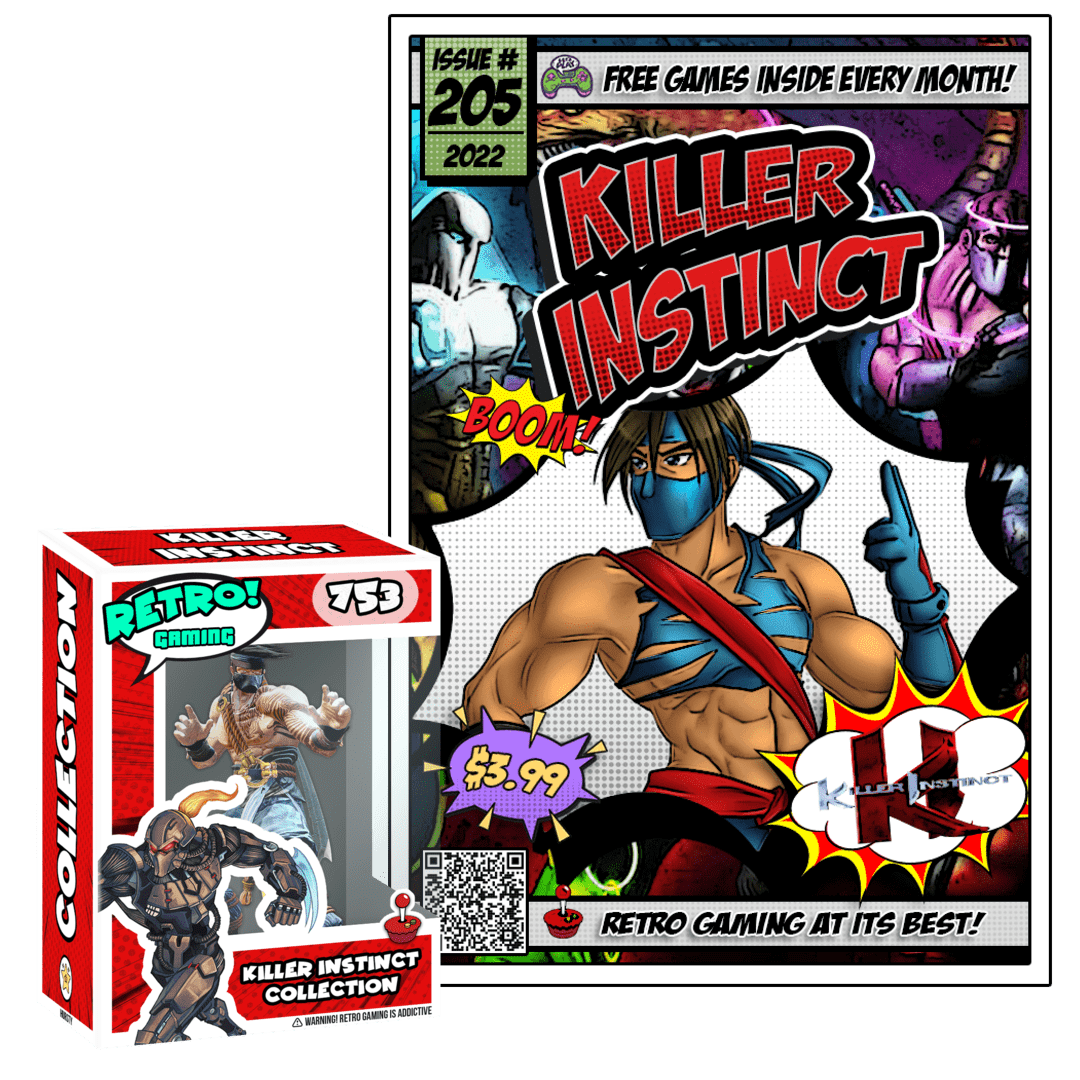 ISSUE #
205
2022
FREE GAMES INSIDE EVERY MONTH!
KILLER
INSTINCT
BOOM!
$3.99
KILLER INSTINCT
RETRO GAMING AT ITS BEST!
KILLER
INSTINCT
RETRO!
GAMING
753
COLLECTION
KILLER INSTINCT
COLLECTION
WARNING! RETRO GAMING IS ADDICTIVE